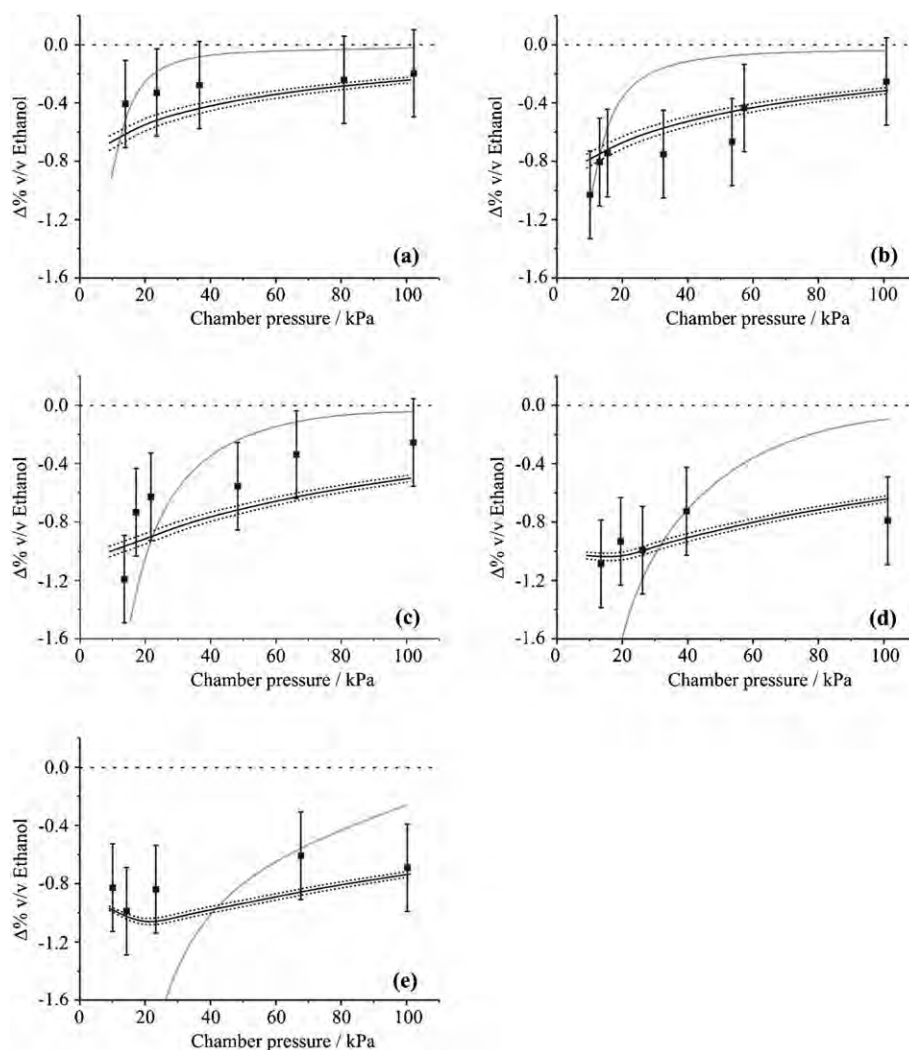 0.0
-0.4
-0.8
-1.2
-1.6
0 20 40 60 80 100
Δ% v/v Ethanol
Chamber pressure / kPa
(a)
0.0
-0.4
-0.8
-1.2
-1.6
0 20 40 60 80 100
Δ% v/v Ethanol
Chamber pressure / kPa
(b)
0.0
-0.4
-0.8
-1.2
-1.6
0 20 40 60 80 100
Δ% v/v Ethanol
Chamber pressure / kPa
(c)
0.0
-0.4
-0.8
-1.2
-1.6
0 20 40 60 80 100
Δ% v/v Ethanol
Chamber pressure / kPa
(d)
0.0
-0.4
-0.8
-1.2
-1.6
0 20 40 60 80 100
Δ% v/v Ethanol
Chamber pressure / kPa
(e)